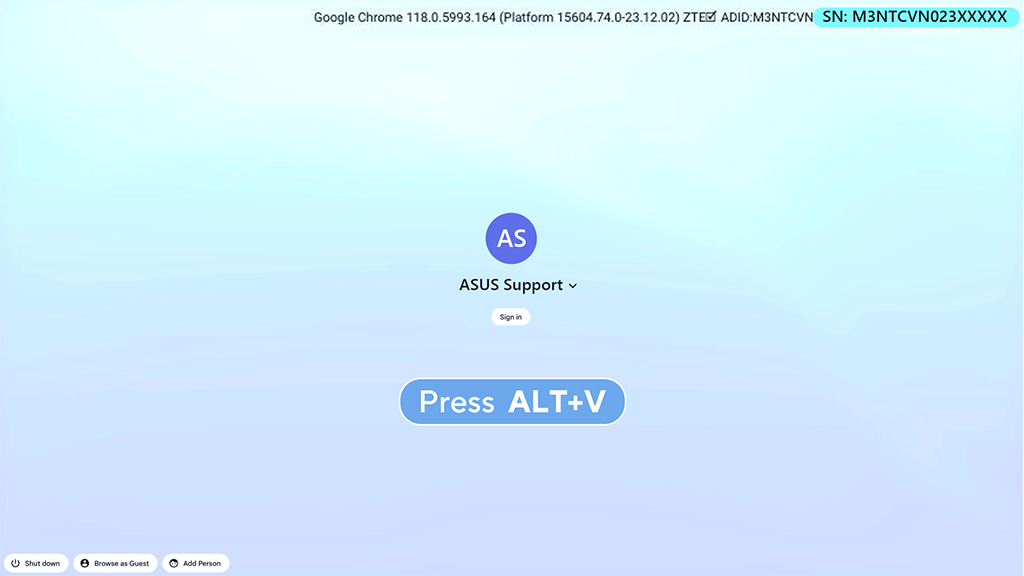 Google Chrome 118.0.5993.164 (Platform 15604.74.0-23.12.02) ZTE☑ ADID:M3NTCVN SN: M3NTCVN023XXXXX
AS
ASUS Support
Sign in
Press ALT+V
Shut down Browse as Guest Add Person